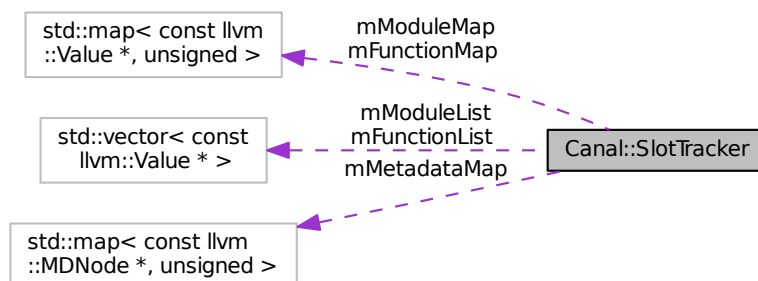 std::map< const llvm
::Value *, unsigned >
mModuleMap
mFunctionMap
std::vector< const
llvm::Value * >
mModuleList
mFunctionList
Canal::SlotTracker
mMetadataMap
std::map< const llvm
::MDNode *, unsigned >